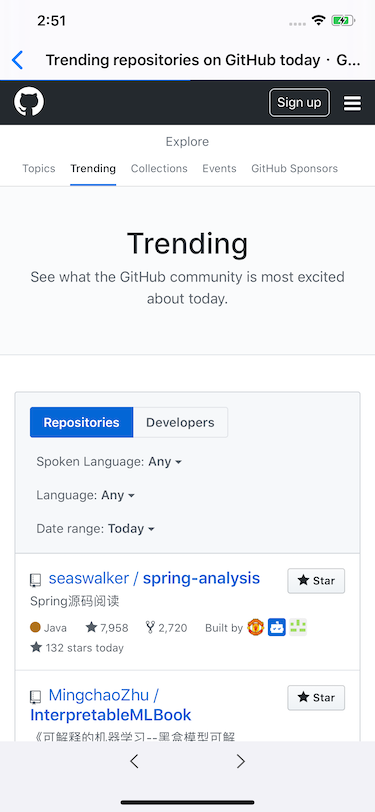 2:51
Trending repositories on GitHub today · G...
Sign up
Explore
Topics Trending Collections Events GitHub Sponsors
Trending
See what the GitHub community is most excited
about today.
Repositories Developers
Spoken Language: Any
Language: Any
Date range: Today
seaswalker / spring-analysis
Star
Spring源码阅读
Java 7,958 2,720 Built by
132 stars today
MingchaoZhu /
InterpretableMLBook
Star
《可解释的机器学习--黑盒模型可解